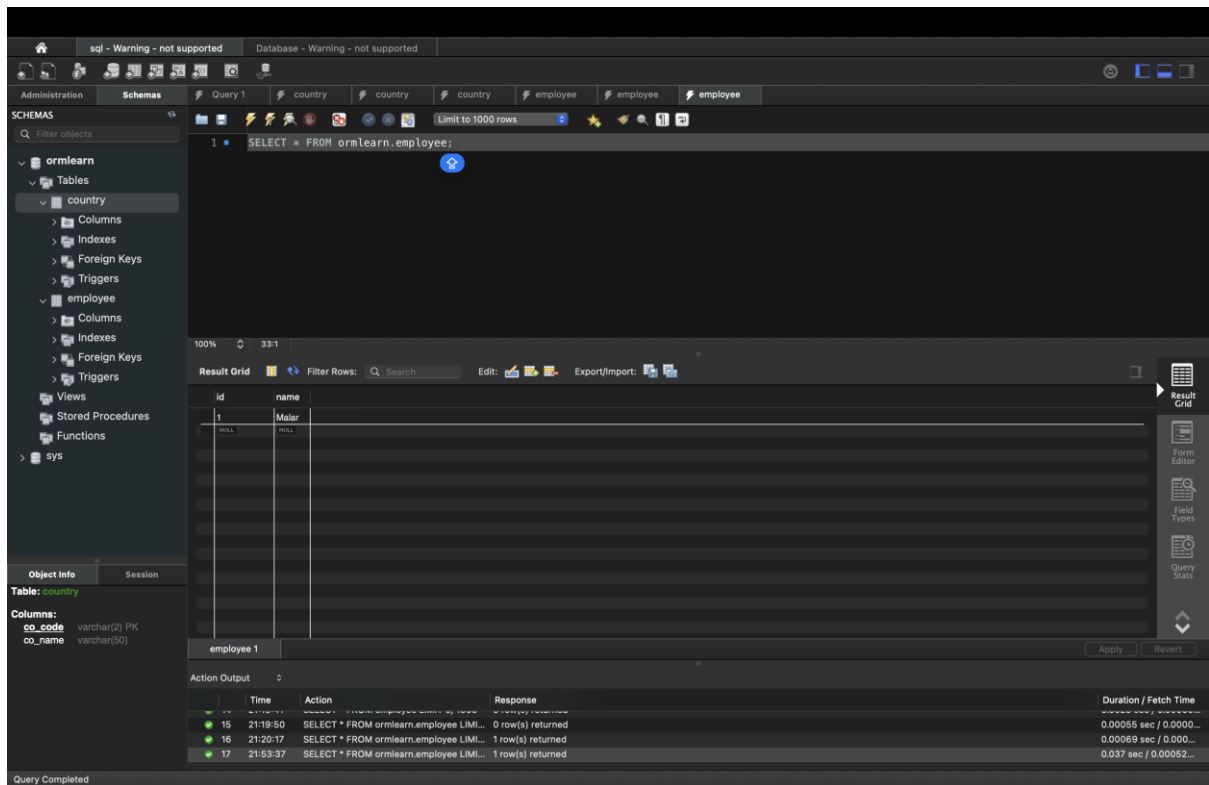 sql - Warning - not supported
Database - Warning - not supported
Administration
Schemas
Query 1
country
country
country
employee
employee
employee
SCHEMAS
Filter objects
Limit to 1000 rows
1
SELECT * FROM ormlearn.employee;
ormlearn
Tables
country
Columns
Indexes
Foreign Keys
Triggers
employee
Columns
Indexes
Foreign Keys
Triggers
Views
Stored Procedures
Functions
sys
100%
33:1
Result Grid
Filter Rows:
Search
Edit:
Export/Import:
id name
1 Malar
NULL NULL
Result
Grid
Form
Editor
Field
Types
Query
Stats
Object Info
Session
Table: country
Columns:
co_code varchar(2) PK
co_name varchar(50)
employee 1
Apply
Revert
Action Output
Time Action Response Duration / Fetch Time
15 21:19:50 SELECT * FROM ormlearn.employee LIMI... 0 row(s) returned 0.00055 sec / 0.0000...
16 21:20:17 SELECT * FROM ormlearn.employee LIMI... 1 row(s) returned 0.00069 sec / 0.000...
17 21:53:37 SELECT * FROM ormlearn.employee LIMI... 1 row(s) returned 0.037 sec / 0.00052...
Query Completed